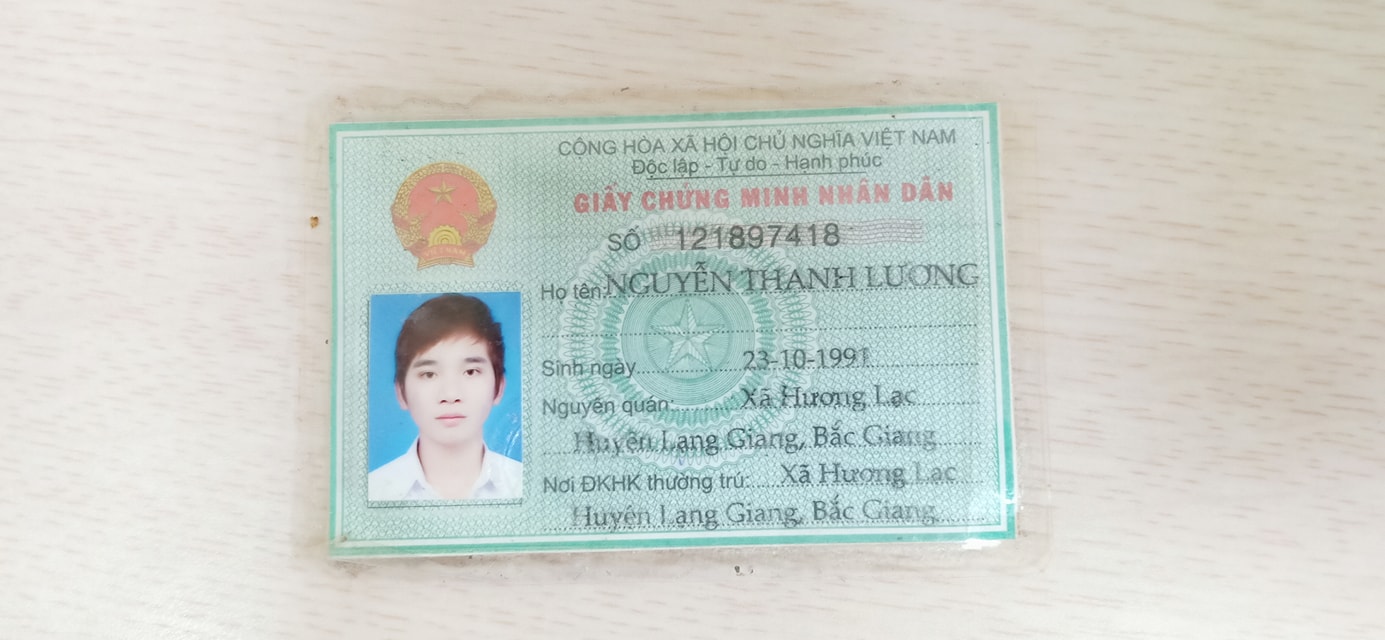 CỘNG HÒA XÃ HỘI CHỦ NGHĨA VIỆT NAM
Độc lập - Tự do - Hạnh phúc
GIẤY CHỨNG MINH NHÂN DÂN
SỐ 121897418
Họ tên: NGUYỄN THANH LƯƠNG
Sinh ngày 23-10-1991
Nguyên quán: Xã Hương Lạc
Huyện Lạng Giang, Bắc Giang
Nơi ĐKHK thường trú: Xã Hương Lạc
Huyện Lạng Giang, Bắc Giang